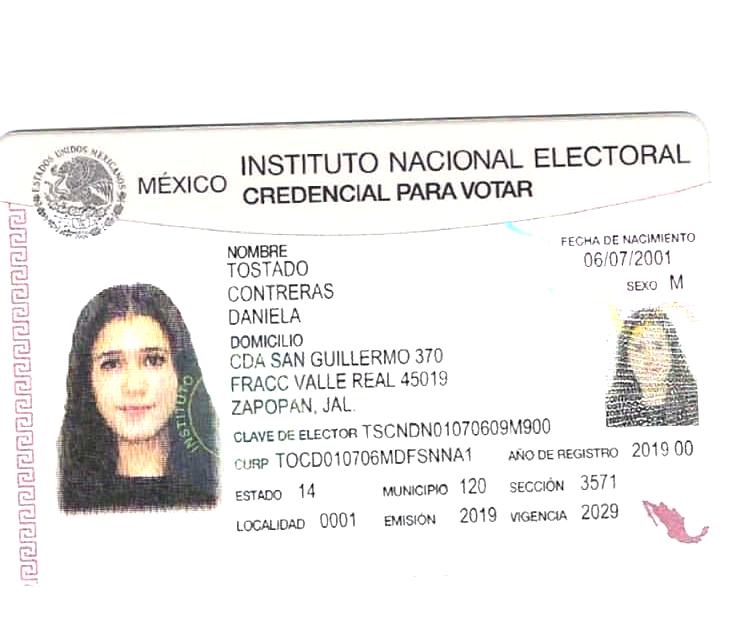 ESTADOS UNIDOS MEXICANOS
MÉXICO
INSTITUTO NACIONAL ELECTORAL
CREDENCIAL PARA VOTAR
NOMBRE
TOSTADO
CONTRERAS
DANIELA
FECHA DE NACIMIENTO
06/07/2001
SEXO M
DOMICILIO
CDA SAN GUILLERMO 370
FRACC VALLE REAL 45019
ZAPOPAN, JAL.
CLAVE DE ELECTOR TSCNDN01070609M900
CURP TOCD010706MDFSNNA1 AÑO DE REGISTRO 2019 00
ESTADO 14 MUNICIPIO 120 SECCIÓN 3571
LOCALIDAD 0001 EMISIÓN 2019 VIGENCIA 2029
INSTITUTO